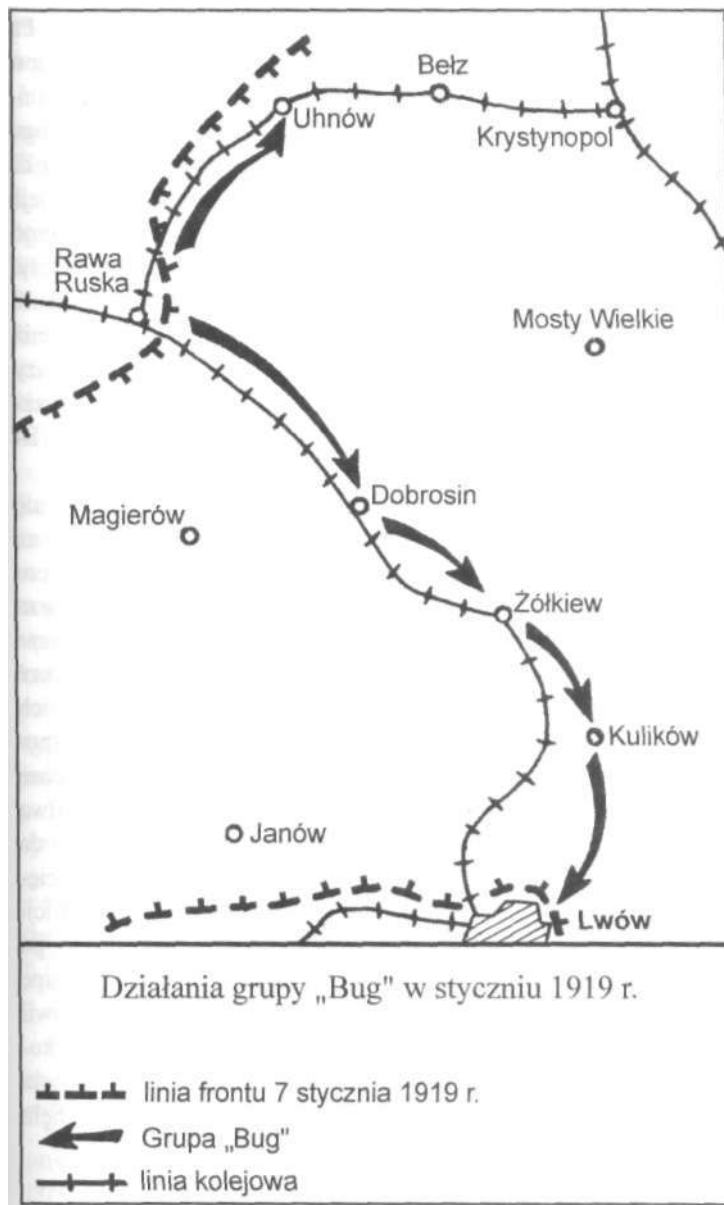 Bełz
Uhnów
Krystynopol
Rawa
Ruska
Mosty Wielkie
Dobrosin
Magierów
Żółkiew
Kulików
Janów
Lwów
Działania grupy „Bug" w styczniu 1919 r.
linia frontu 7 stycznia 1919 r.
Grupa „Bug"
linia kolejowa